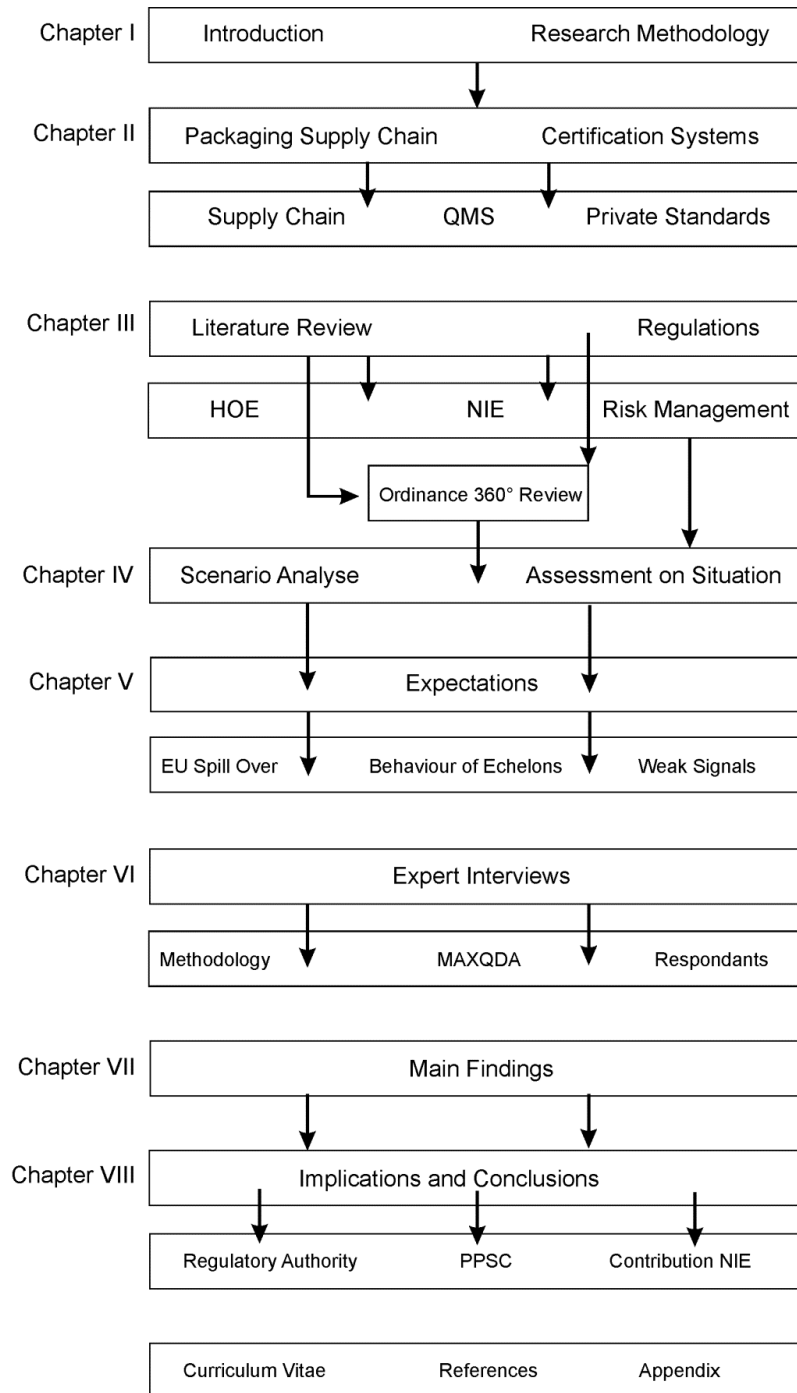 Chapter I Introduction Research Methodology
Chapter II Packaging Supply Chain Certification Systems
Supply Chain QMS Private Standards
Chapter III Literature Review Regulations
HOE NIE Risk Management
Ordinance 360° Review
Chapter IV Scenario Analyse Assessment on Situation
Chapter V Expectations
EU Spill Over Behaviour of Echelons Weak Signals
Chapter VI Expert Interviews
Methodology MAXQDA Respondants
Chapter VII Main Findings
Chapter VIII Implications and Conclusions
Regulatory Authority PPSC Contribution NIE
Curriculum Vitae References Appendix